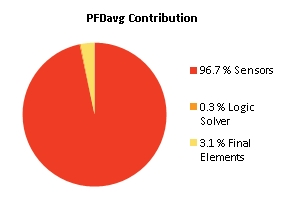 PFDavg Contribution
96.7 % Sensors
0.3 % Logic
Solver
3.1 % Final
Elements